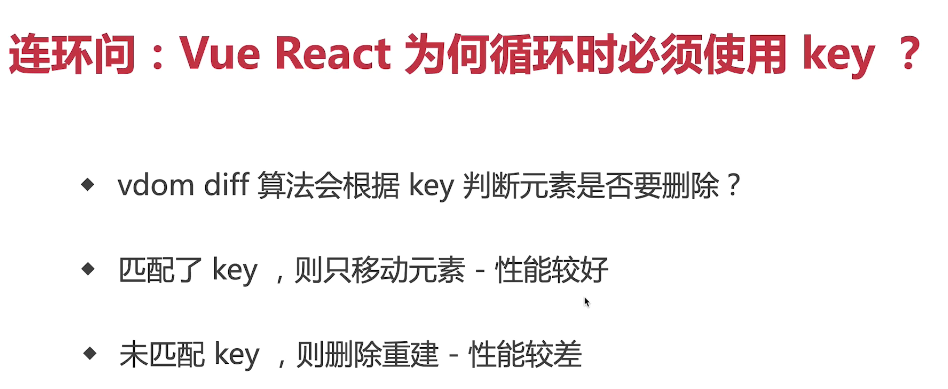 连环问：Vue React 为何循环时必须使用 key ？
◆ vdom diff 算法会根据 key 判断元素是否要删除？
◆ 匹配了 key ，则只移动元素 - 性能较好
◆ 未匹配 key ，则删除重建 - 性能较差